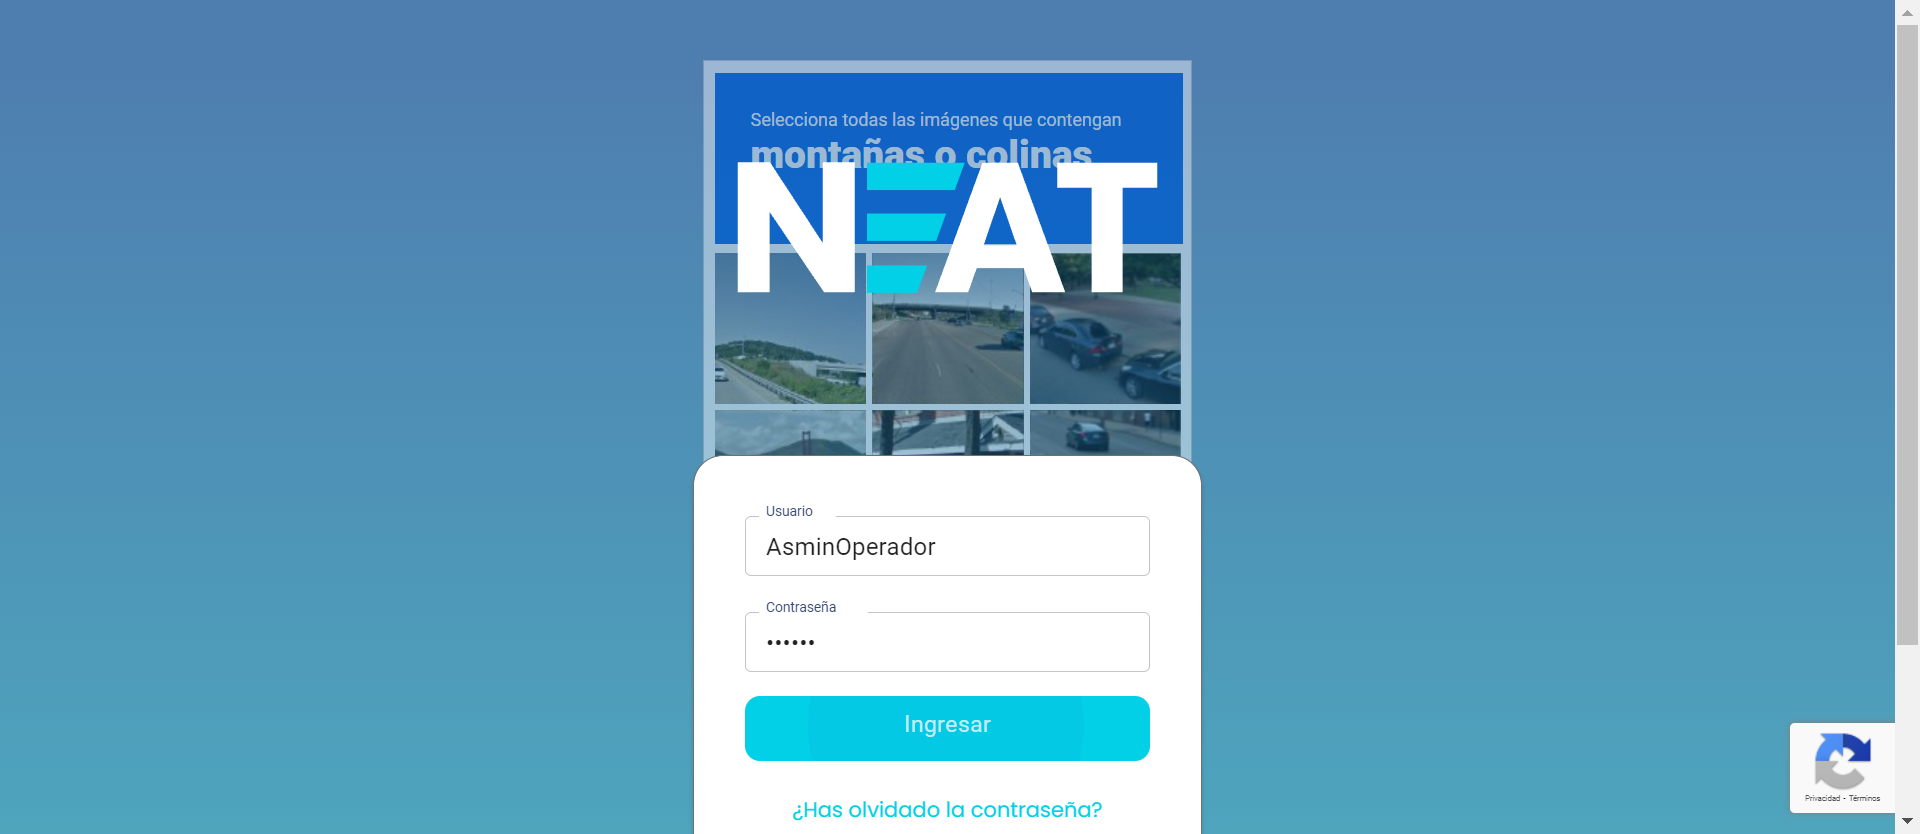 Selecciona todas las imágenes que contengan
montañas o colinas
NEAT
Usuario
AsminOperador
Contraseña
••••••
Ingresar
¿Has olvidado la contraseña?
Privacidad - Términos